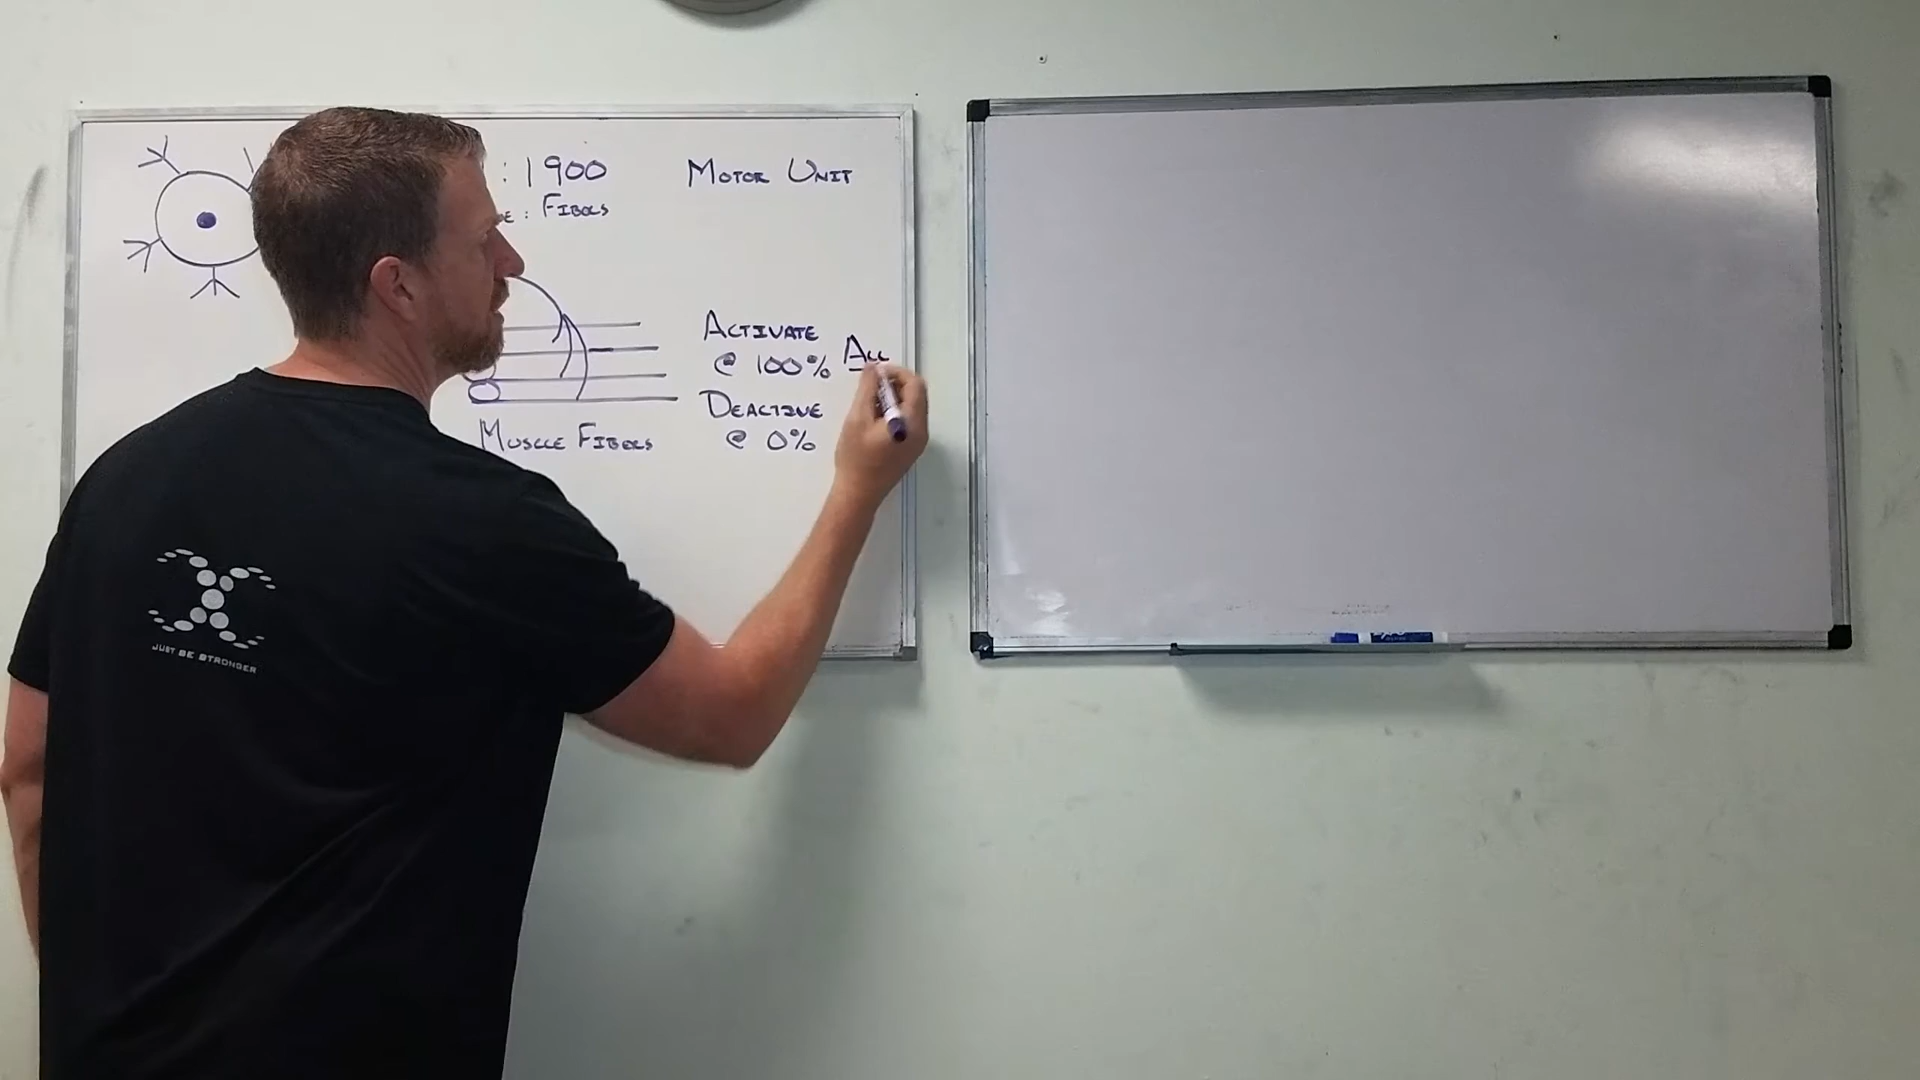 : 1900
MOTOR UNIT
E : FIBERS
ACTIVATE
@ 100%
ALL
DEACTIVE
@ 0%
MUSCLE FIBERS
JUST BE STRONGER